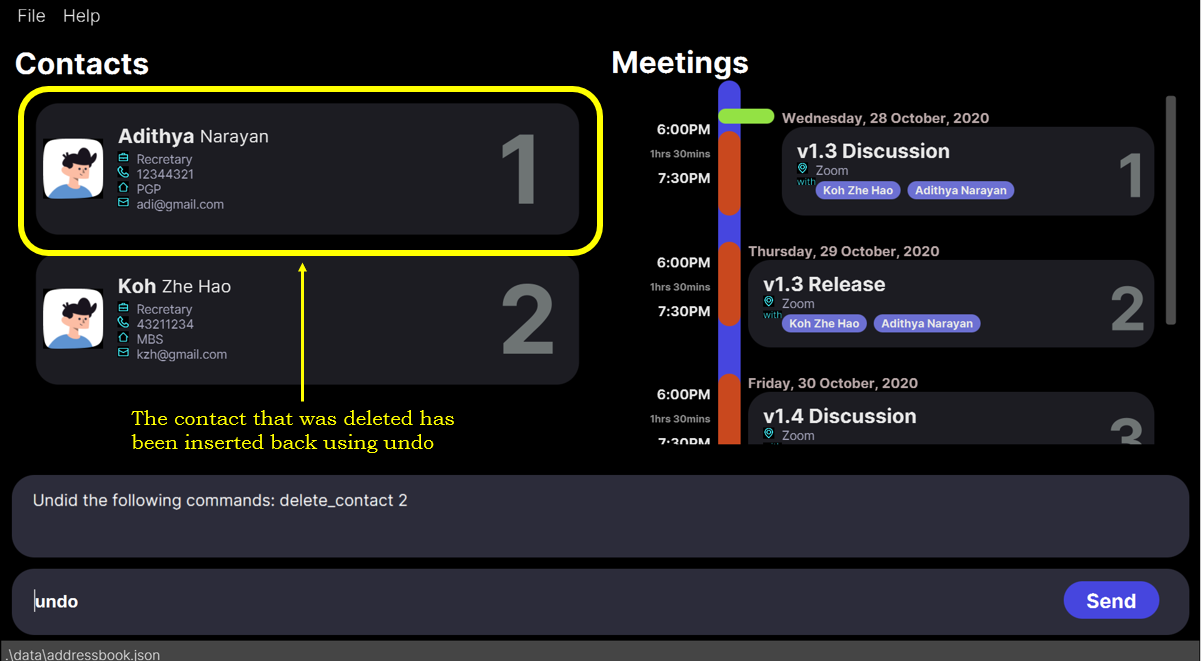 File Help
Contacts
Adithya Narayan
Recretary
12344321
PGP
adi@gmail.com
1
Koh Zhe Hao
Recretary
43211234
MBS
kzh@gmail.com
2
The contact that was deleted has
been inserted back using undo
Meetings
Wednesday, 28 October, 2020
6:00PM
1hrs 30mins
7:30PM
v1.3 Discussion
Zoom
with Koh Zhe Hao Adithya Narayan
1
Thursday, 29 October, 2020
6:00PM
1hrs 30mins
7:30PM
v1.3 Release
Zoom
with Koh Zhe Hao Adithya Narayan
2
Friday, 30 October, 2020
6:00PM
1hrs 30mins
7:30PM
v1.4 Discussion
Zoom
3
Undid the following commands: delete_contact 2
undo
Send
.\data\addressbook.json